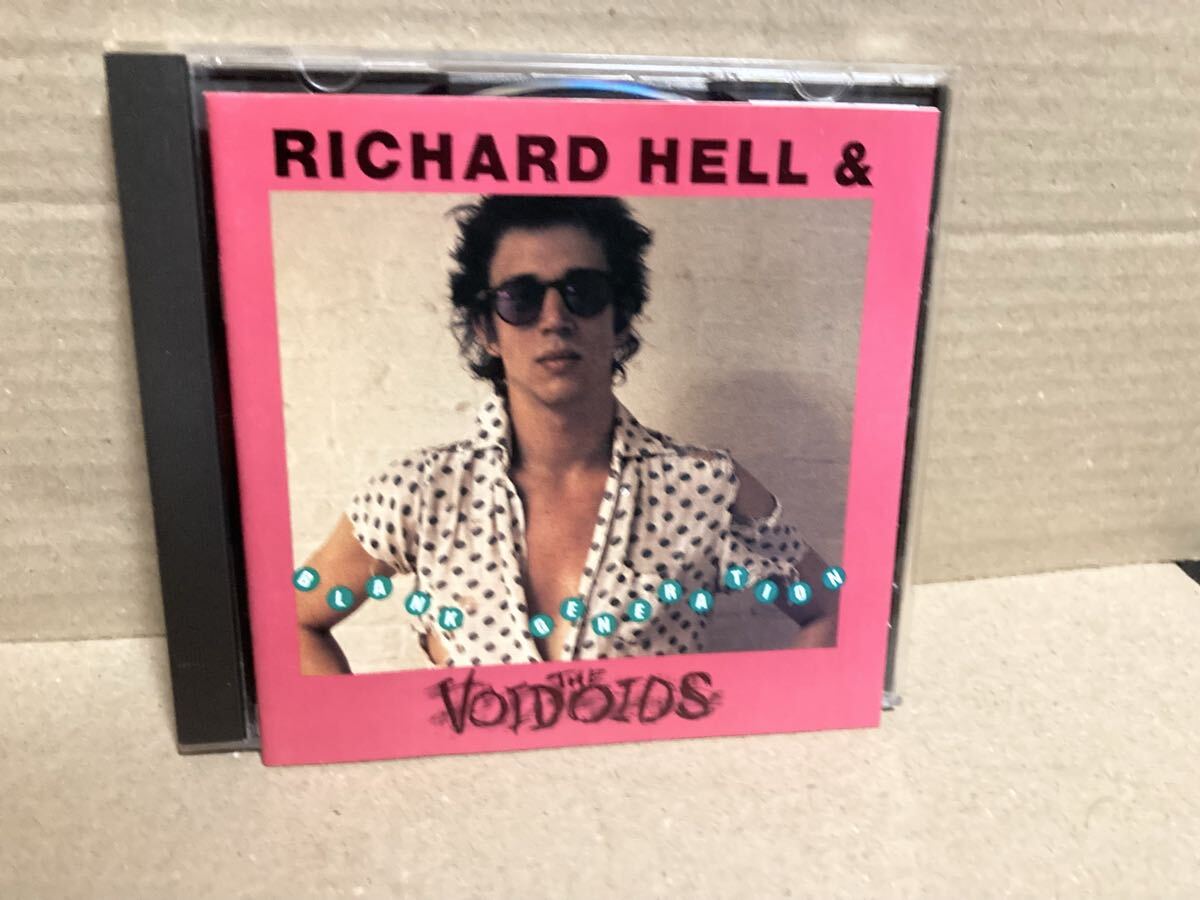 RICHARD HELL &
BLANK GENERATION
THE
VOIDOIDS